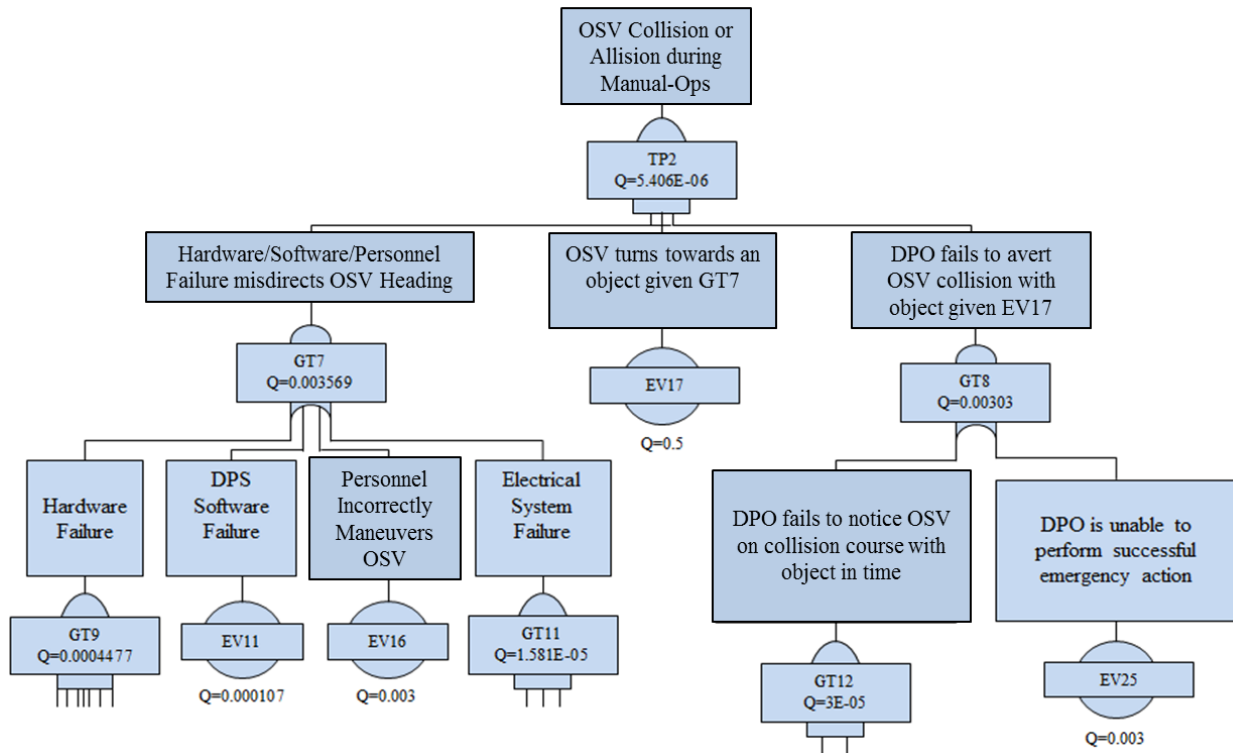 OSV Collision or
Allision during
Manual-Ops
TP2
Q=5.406E-06
Hardware/Software/Personnel
Failure misdirects OSV Heading
OSV turns towards an
object given GT7
DPO fails to avert
OSV collision with
object given EV17
GT7
Q=0.003569
EV17
Q=0.5
GT8
Q=0.00303
Hardware
Failure
DPS
Software
Failure
Personnel
Incorrectly
Maneuvers
OSV
Electrical
System
Failure
DPO fails to notice OSV
on collision course with
object in time
DPO is unable to
perform successful
emergency action
GT9
Q=0.0004477
EV11
Q=0.000107
EV16
Q=0.003
GT11
Q=1.581E-05
GT12
Q=3E-05
EV25
Q=0.003